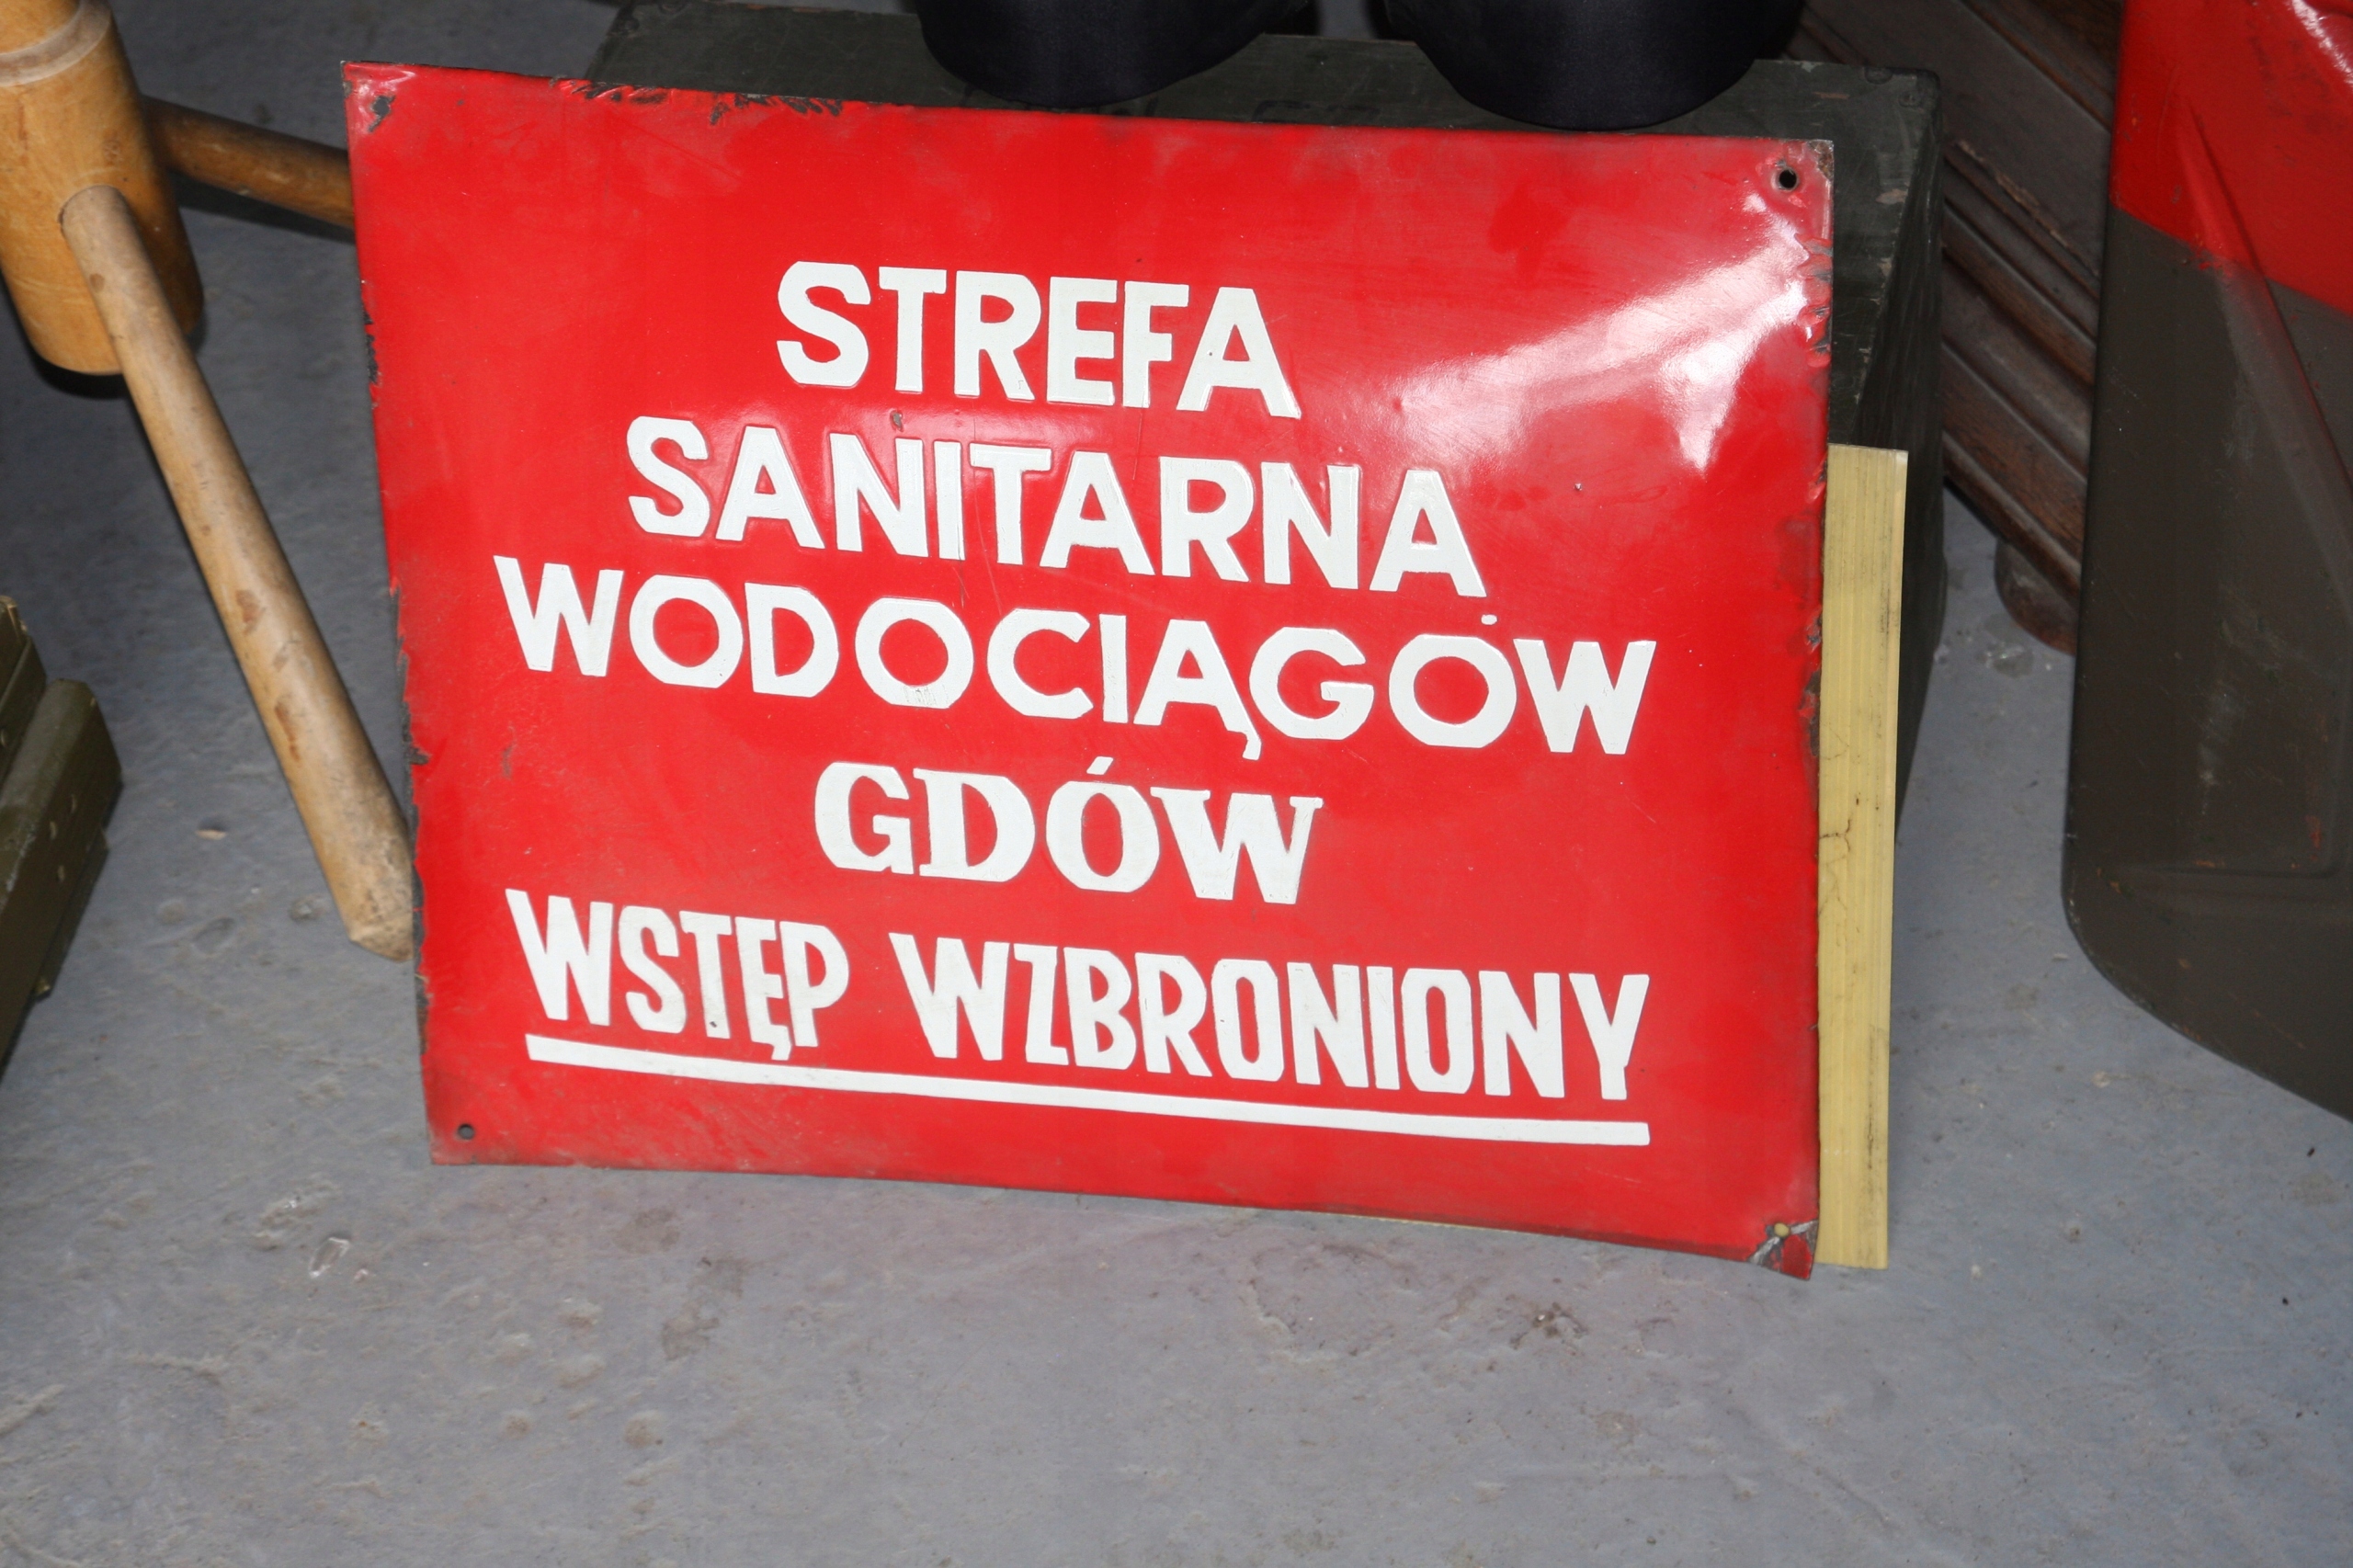 STREFA
SANITARNA
WODOCIĄGÓW
GDÓW
WSTĘP WZBRONIONY